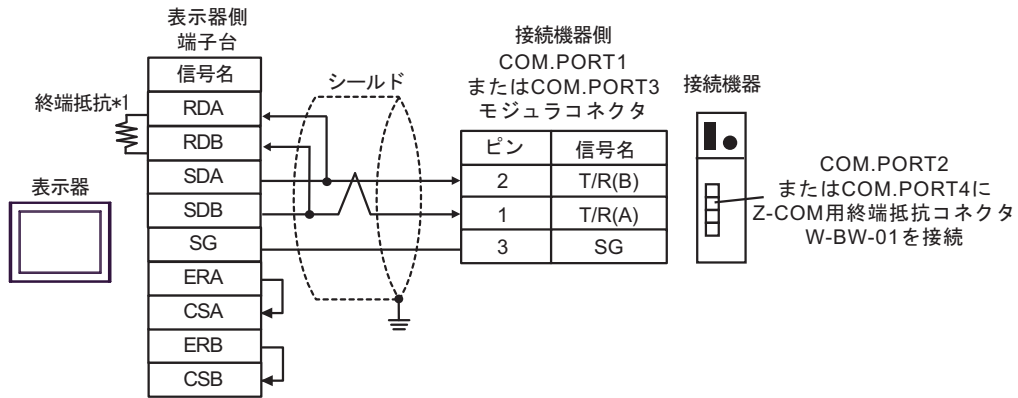 表示器側
端子台
信号名
RDA
RDB
SDA
SDB
SG
ERA
CSA
ERB
CSB
終端抵抗*1
表示器
シールド
接続機器側
COM.PORT1
またはCOM.PORT3
モジュラコネクタ
ピン 信号名
2 T/R(B)
1 T/R(A)
3 SG
接続機器
COM.PORT2
またはCOM.PORT4に
Z-COM用終端抵抗コネクタ
W-BW-01を接続